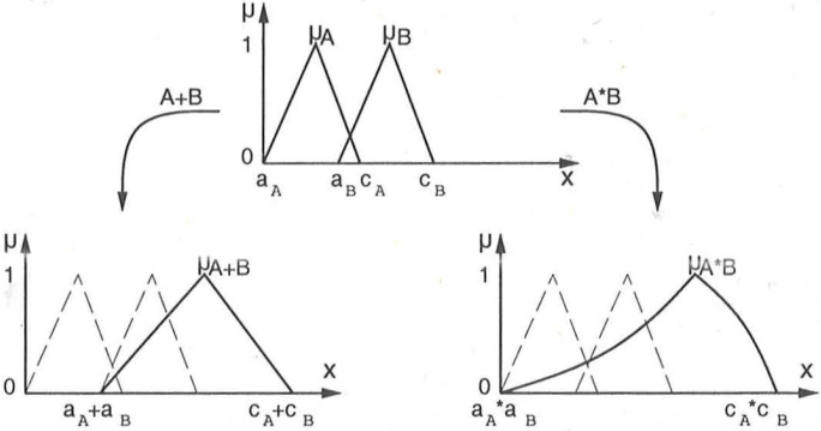 μ
1 μA μB
A+B A*B
0
aA aB cA cB x
μ μ
1 μA+B 1 μA*B
x x
0 0
aA+aB cA+cB aA*aB cA*cB